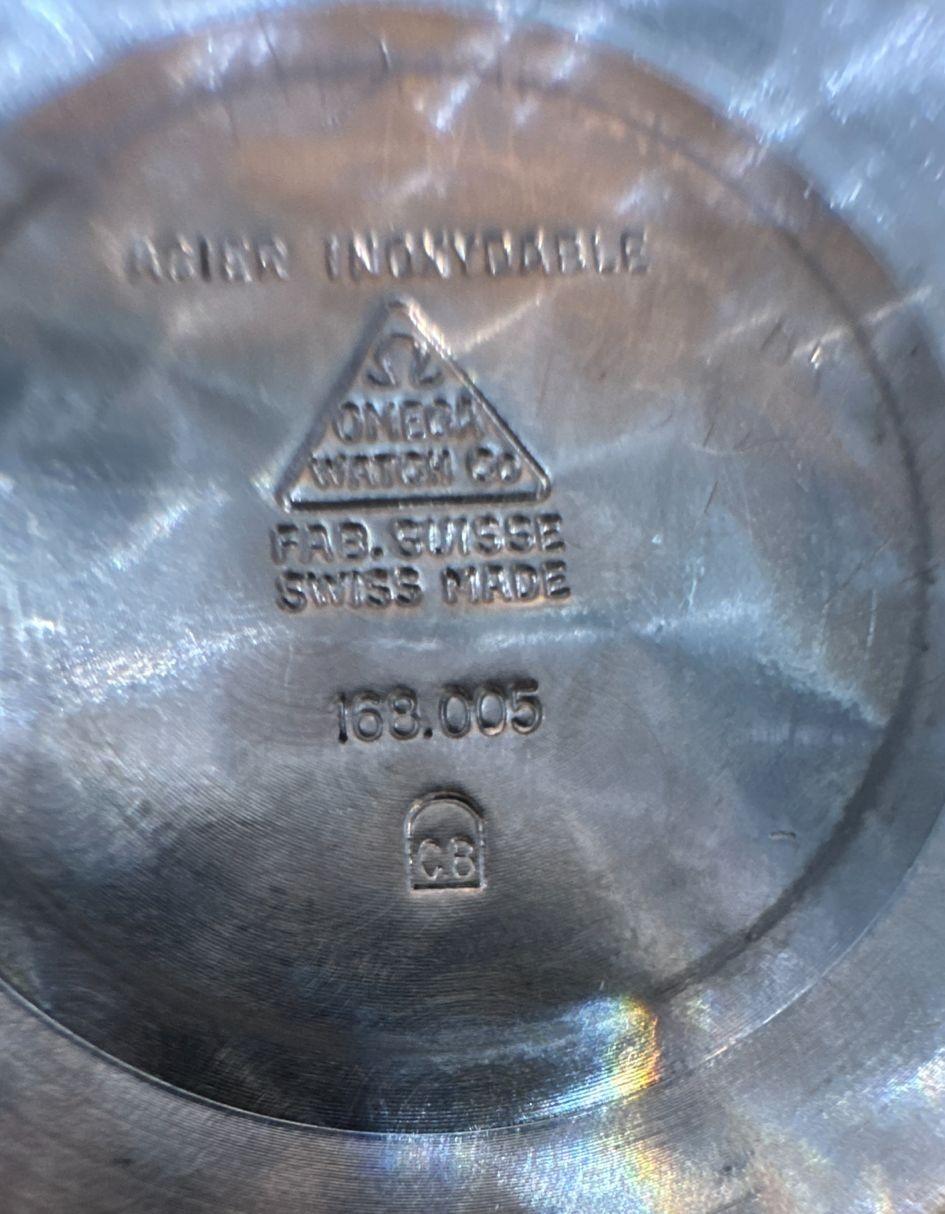 ACIER INOXYDABLE
Ω
OMEGA
WATCH Co
FAB. SUISSE
SWISS MADE
168.005
CB